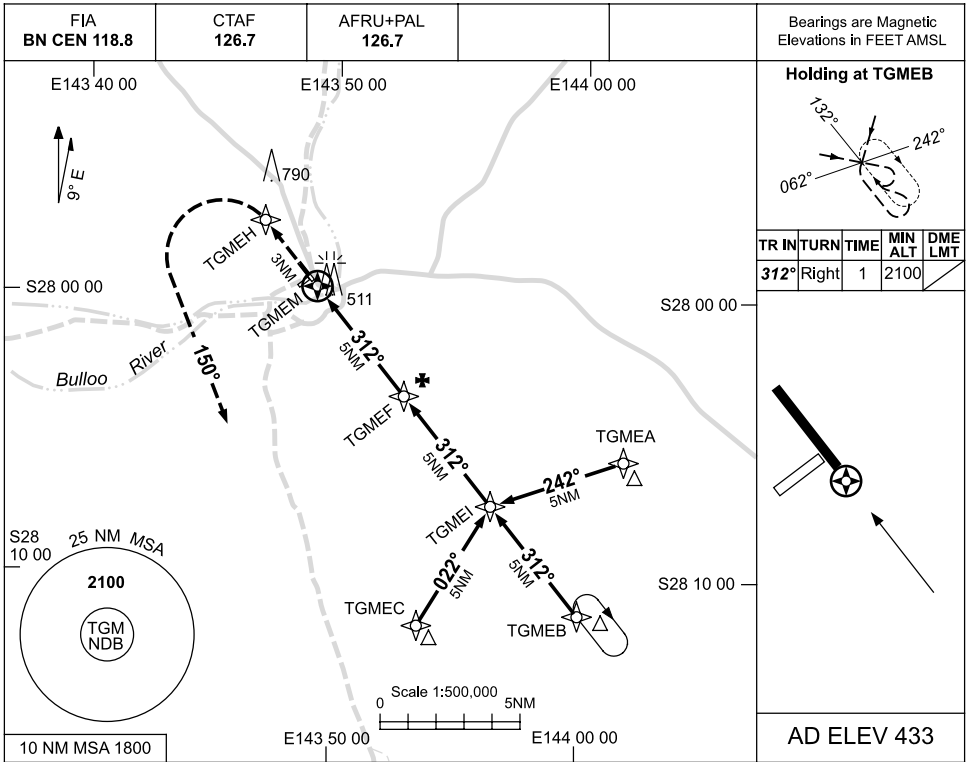 FIA
BN CEN 118.8
CTAF
126.7
AFRU+PAL
126.7
Bearings are Magnetic
Elevations in FEET AMSL
E143 40 00
E143 50 00
E144 00 00
9° E
790
TGMEH
3NM
S28 00 00
TGMEM
511
S28 00 00
150°
Bulloo River
312°
5NM
TGMEF
312°
5NM
TGMEA
242°
5NM
TGMEI
022°
5NM
312°
5NM
TGMEC
TGMEB
S28
10 00
25 NM MSA
2100
TGM
NDB
S28 10 00
Scale 1:500,000
0 5NM
10 NM MSA 1800
E143 50 00
E144 00 00
Holding at TGMEB
132°
242°
062°
TR IN TURN TIME MIN ALT DME LMT
312° Right 1 2100
AD ELEV 433